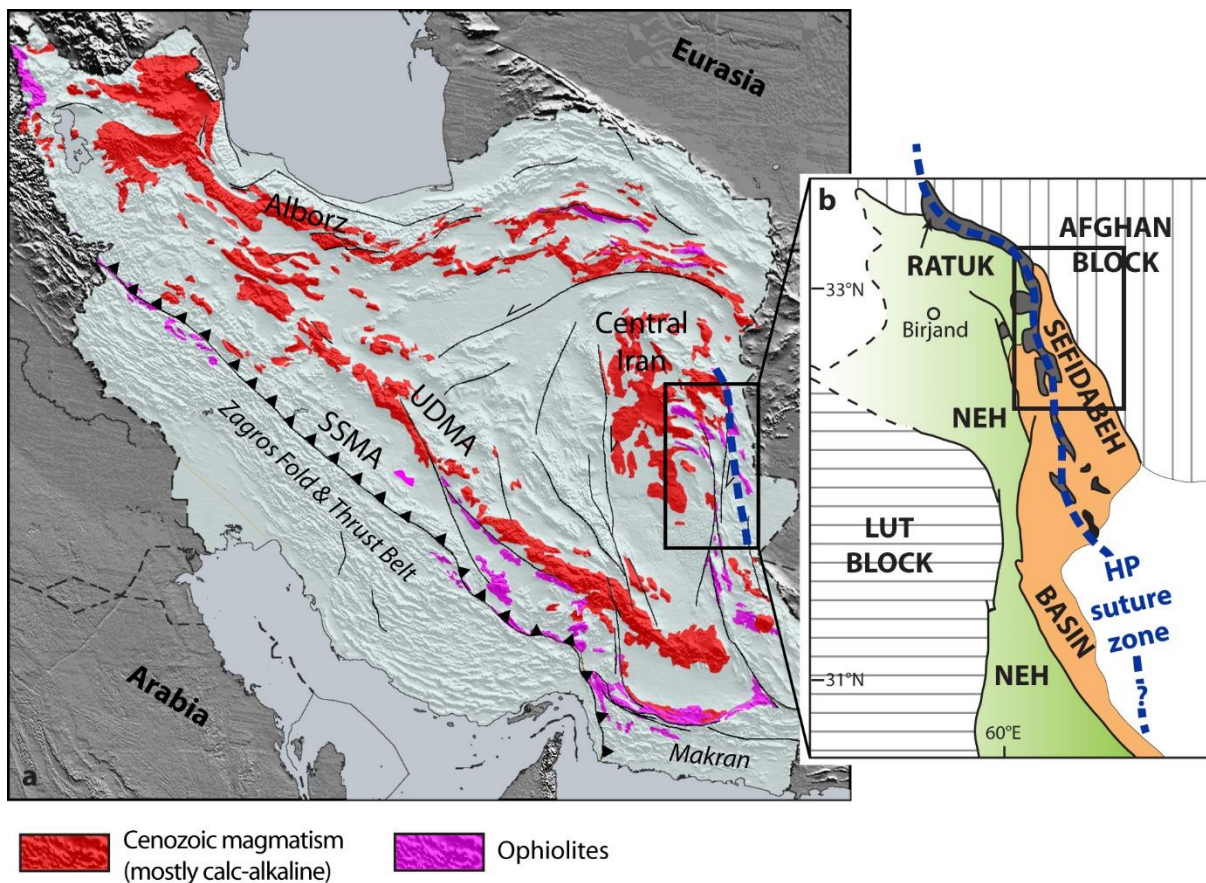 Eurasia
Alborz
Central
Iran
UDMA
SSMA
Zagros Fold & Thrust Belt
Arabia
Makran
a
b
AFGHAN
BLOCK
RATUK
33°N
Birjand
SEFIDABEH
NEH
LUT
BLOCK
HP
suture
zone
BASIN
31°N
NEH
?
60°E
Cenozoic magmatism
(mostly calc-alkaline)
Ophiolites